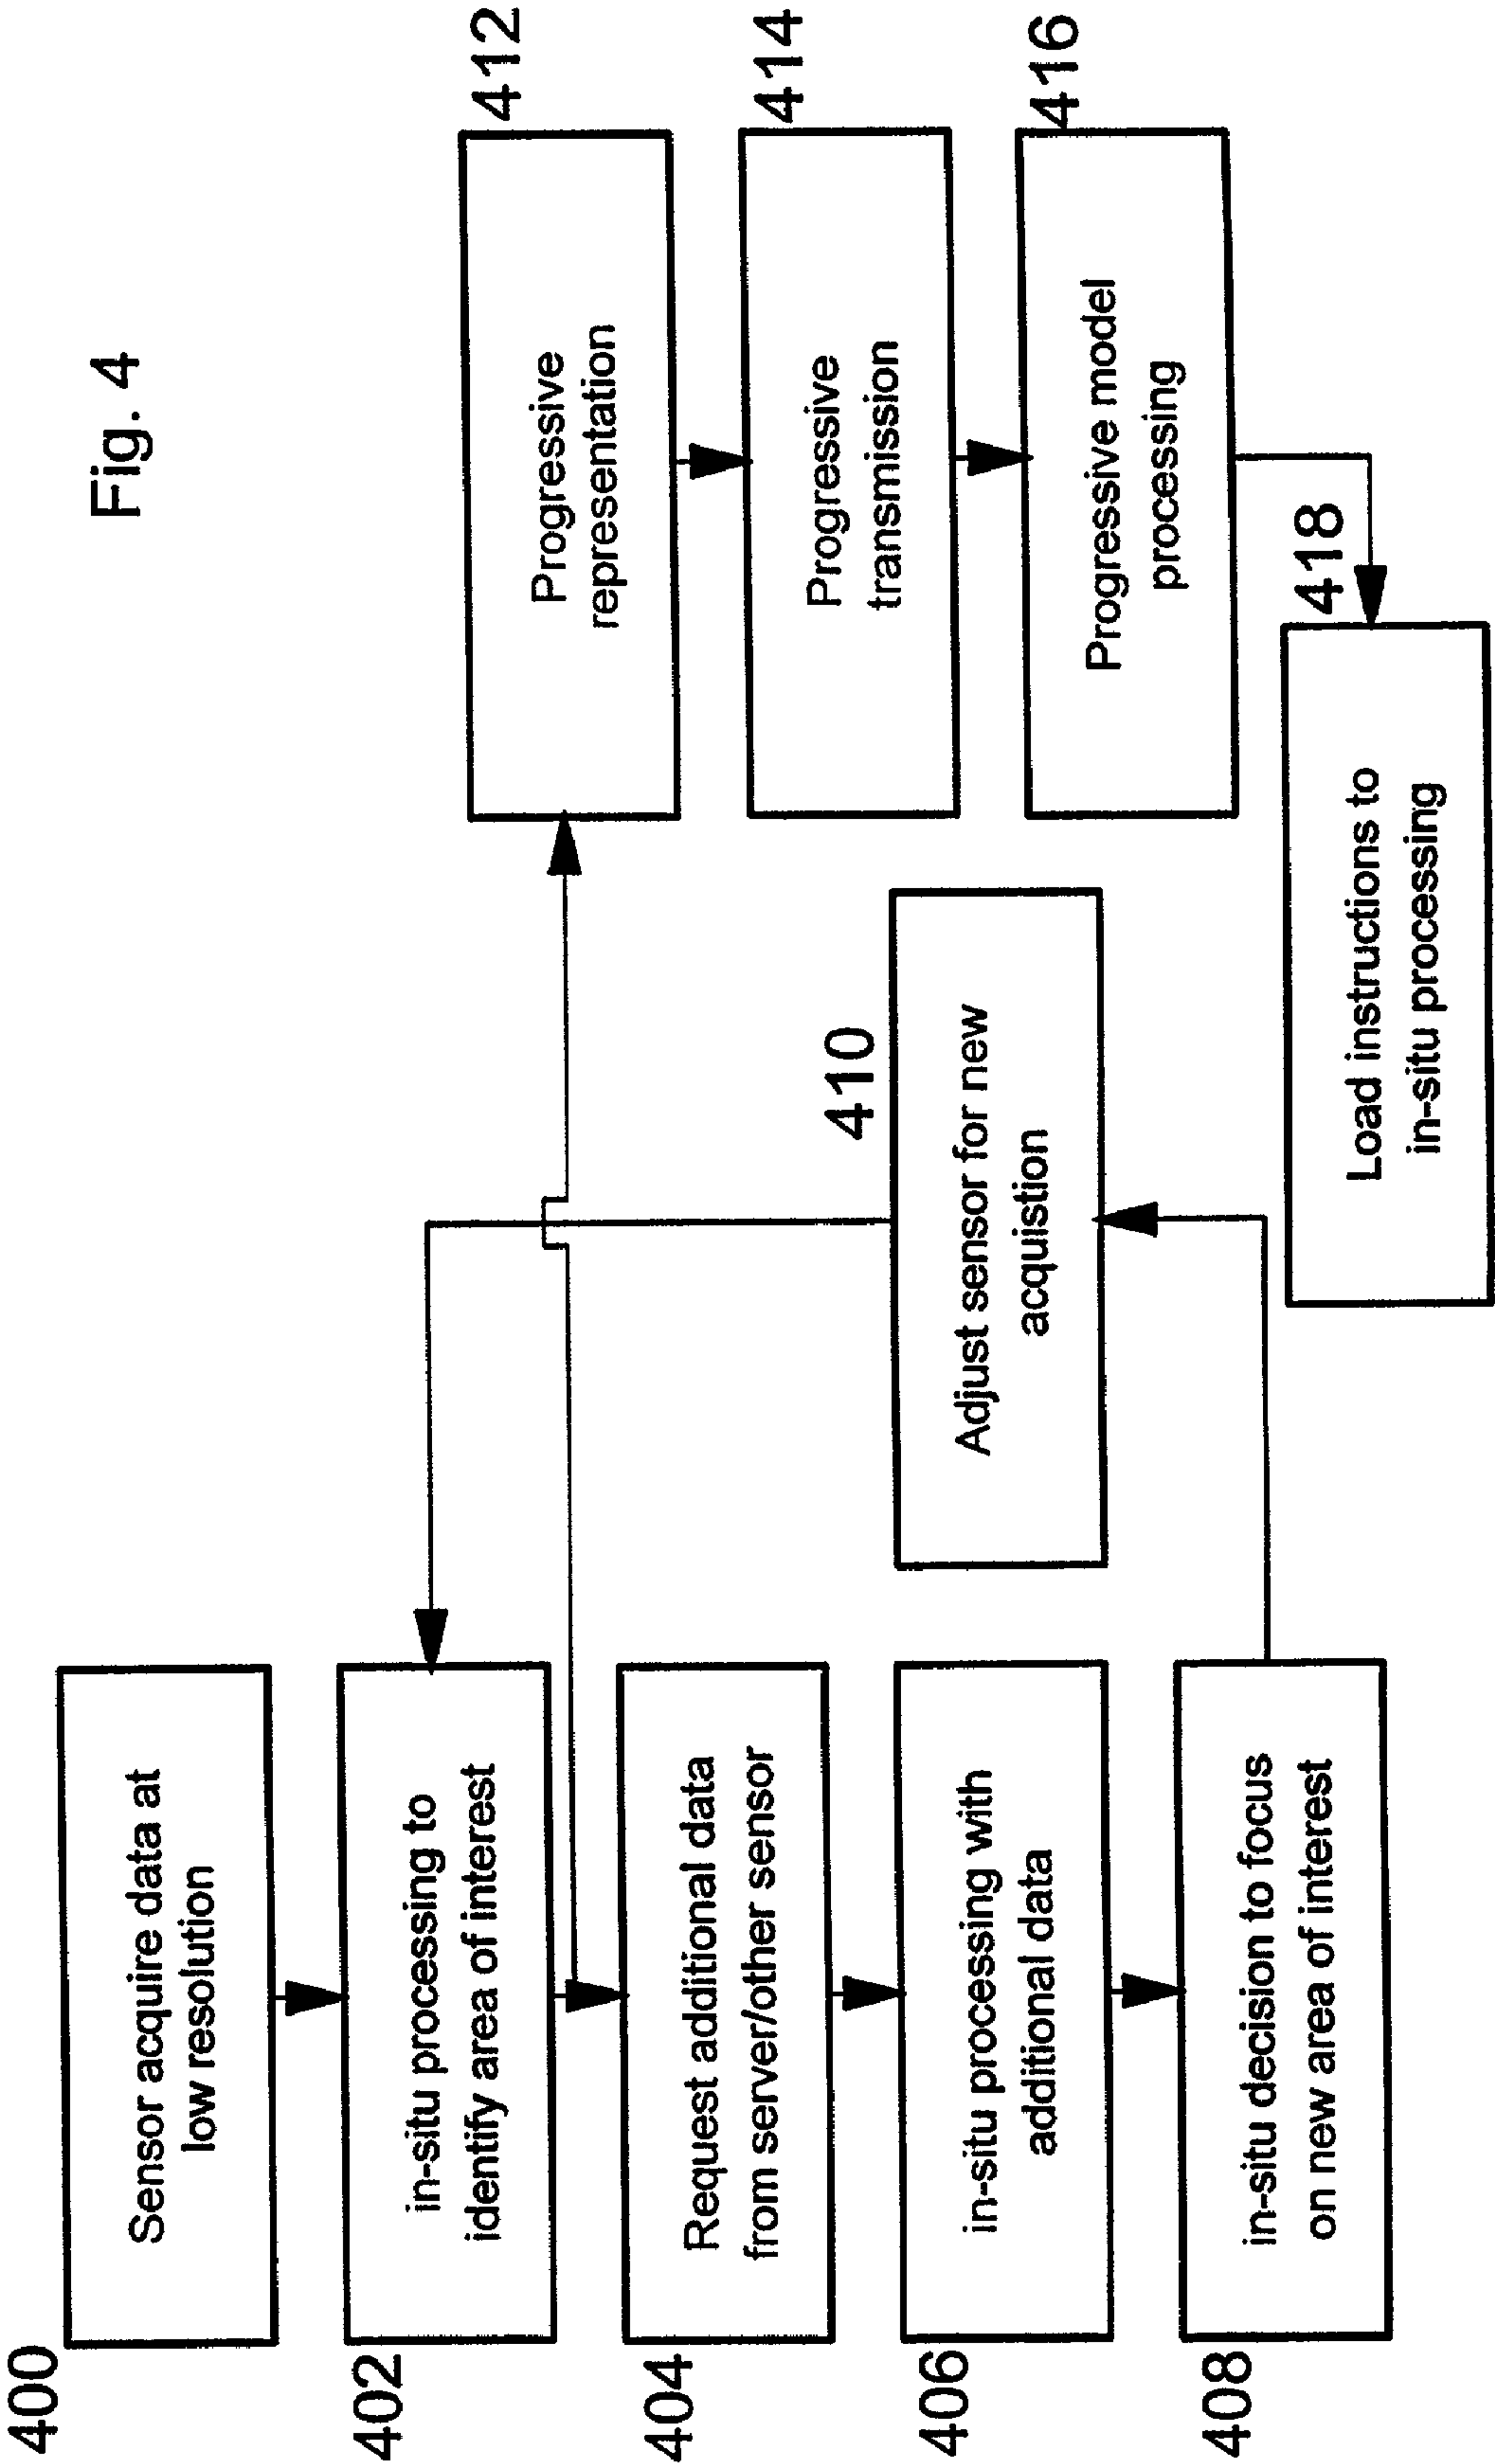 Fig. 4
400
Sensor acquire data at
low resolution
402
in-situ processing to
identify area of interest
404
Request additional data
from server/other sensor
406
in-situ processing with
additional data
408
in-situ decision to focus
on new area of interest
410
Adjust sensor for new
acquistion
412
Progressive
representation
414
Progressive
transmission
416
Progressive model
processing
418
Load instructions to
in-situ processing